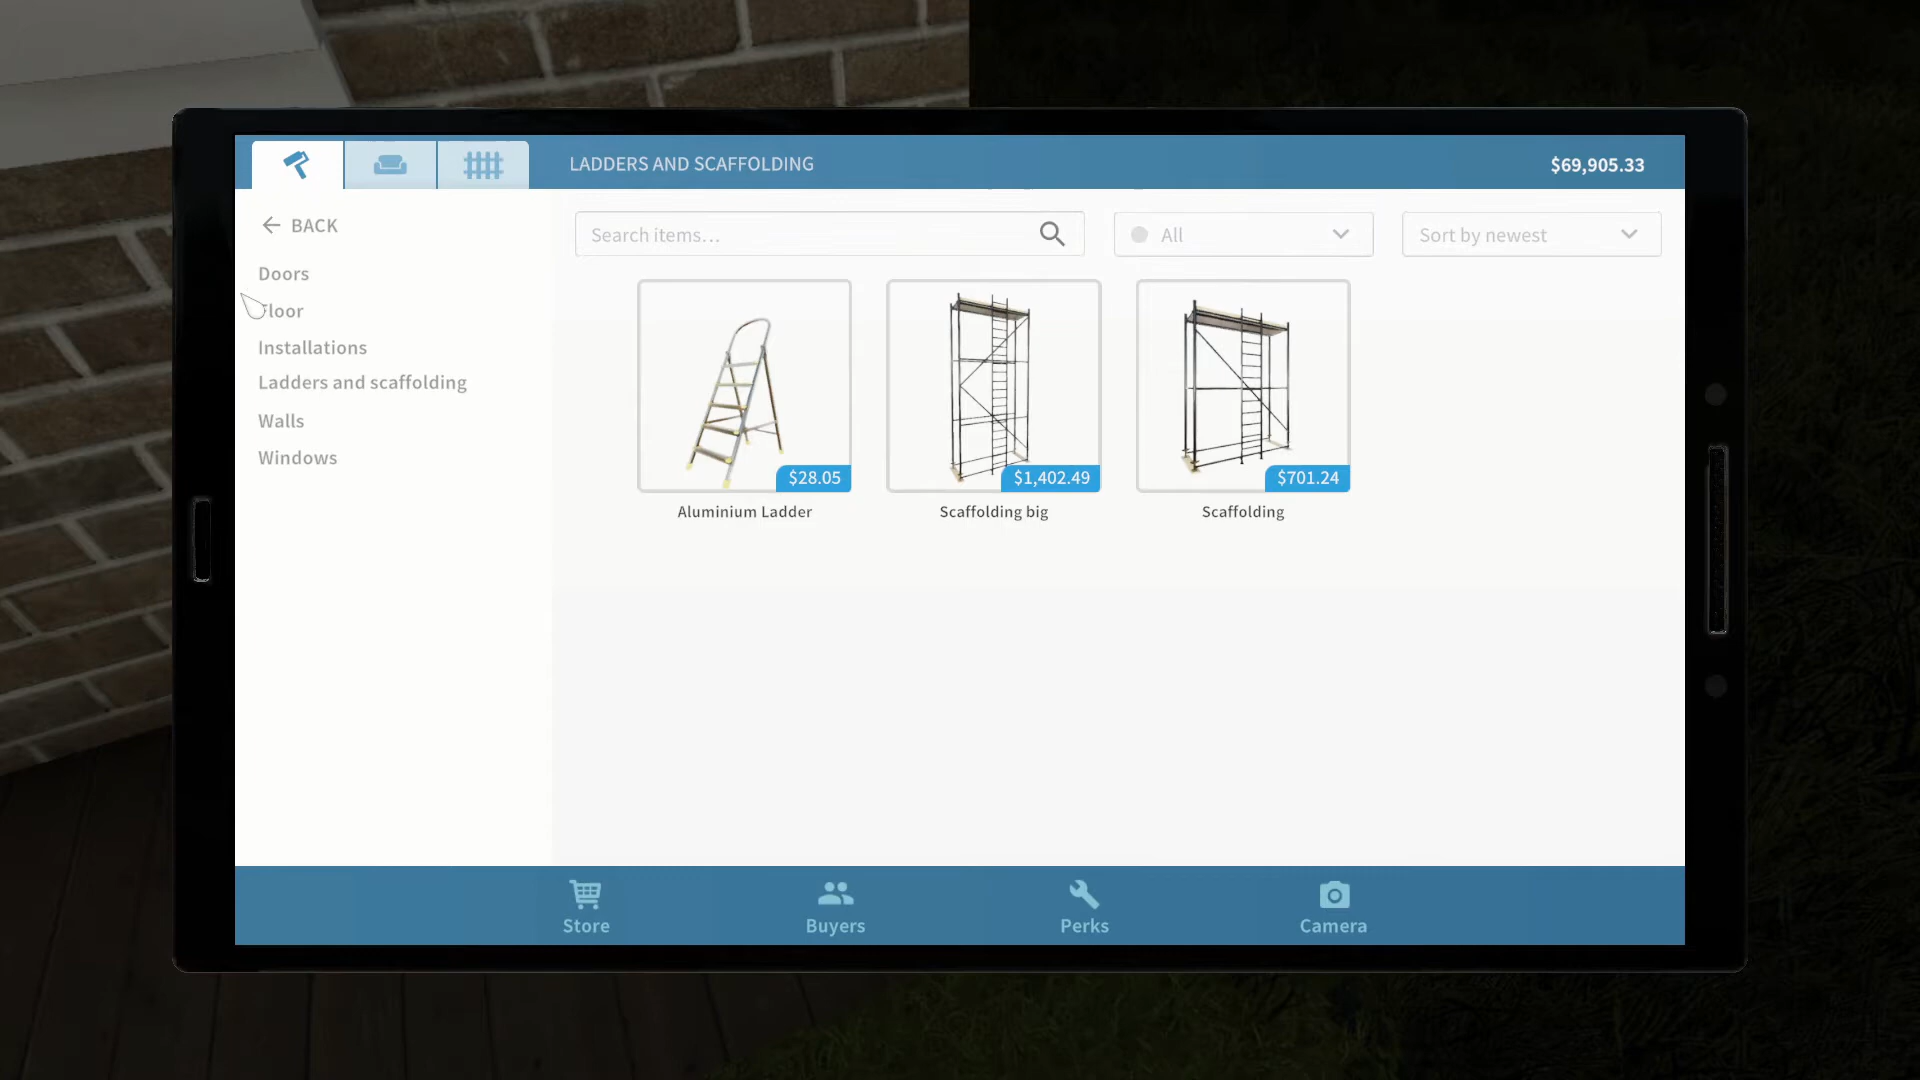 LADDERS AND SCAFFOLDING
$69,905.33
BACK
Search items...
All
Sort by newest
Doors
Floor
Installations
Ladders and scaffolding
Walls
Windows
$28.05
$1,402.49
$701.24
Aluminium Ladder
Scaffolding big
Scaffolding
Store
Buyers
Perks
Camera